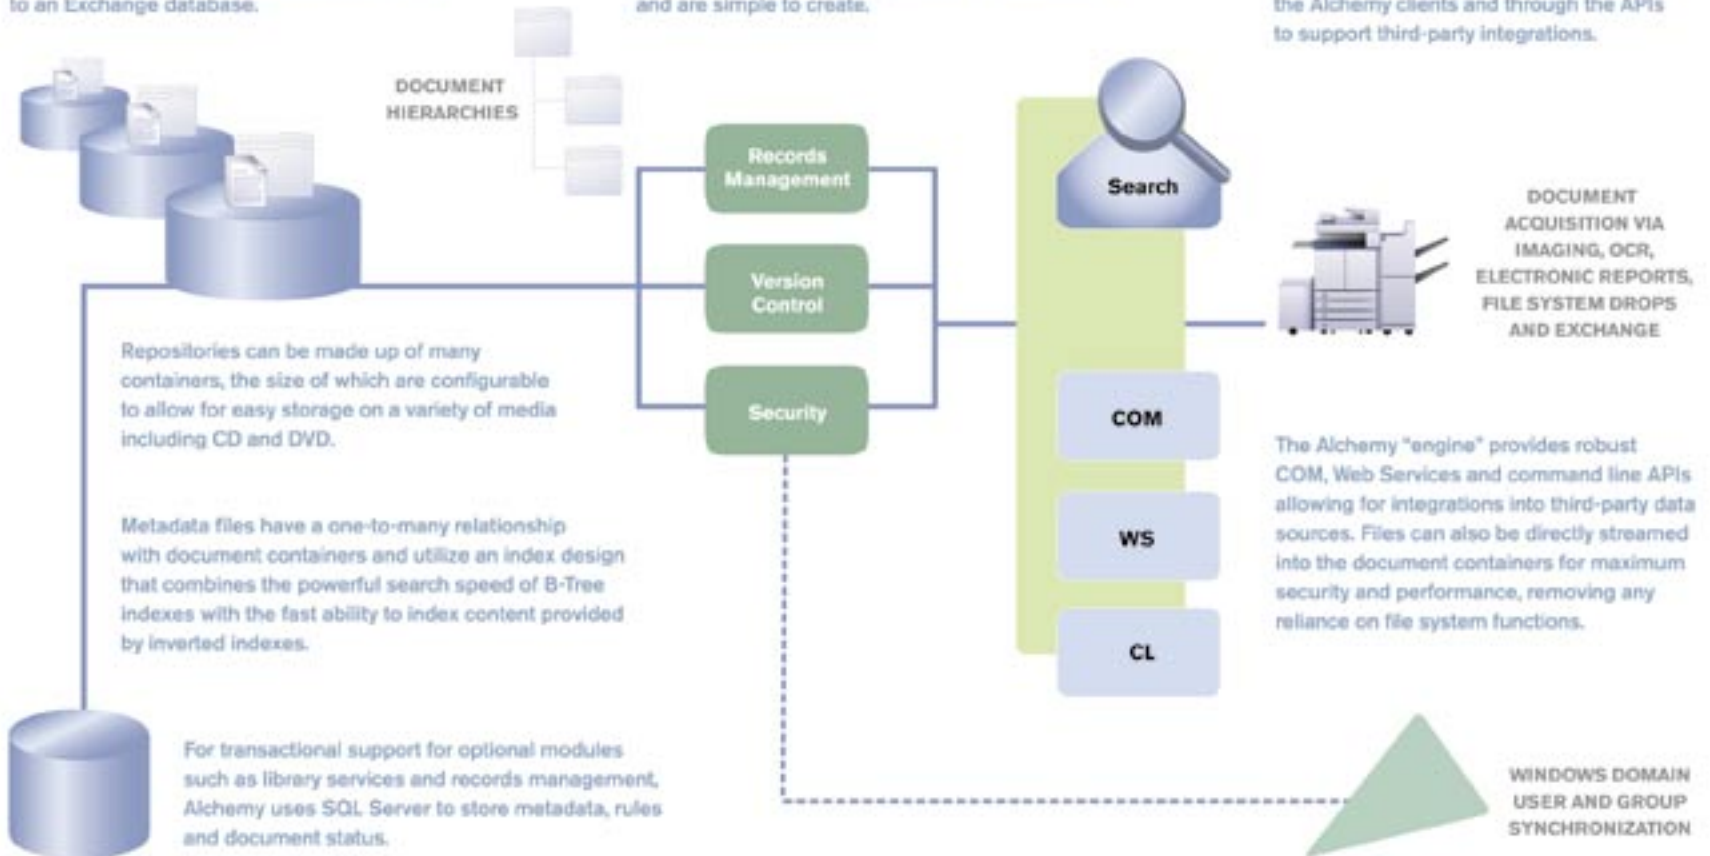 to an Exchange database.
and are simple to create.
the Alchemy clients and through the APIs
to support third-party integrations.
DOCUMENT
HIERARCHIES
Records
Management
Version
Control
Security
Search
COM
WS
CL
DOCUMENT
ACQUISITION VIA
IMAGING, OCR,
ELECTRONIC REPORTS,
FILE SYSTEM DROPS
AND EXCHANGE
Repositories can be made up of many
containers, the size of which are configurable
to allow for easy storage on a variety of media
including CD and DVD.
Metadata files have a one-to-many relationship
with document containers and utilize an index design
that combines the powerful search speed of B-Tree
indexes with the fast ability to index content provided
by inverted indexes.
The Alchemy "engine" provides robust
COM, Web Services and command line APIs
allowing for integrations into third-party data
sources. Files can also be directly streamed
into the document containers for maximum
security and performance, removing any
reliance on file system functions.
For transactional support for optional modules
such as library services and records management,
Alchemy uses SQL Server to store metadata, rules
and document status.
WINDOWS DOMAIN
USER AND GROUP
SYNCHRONIZATION